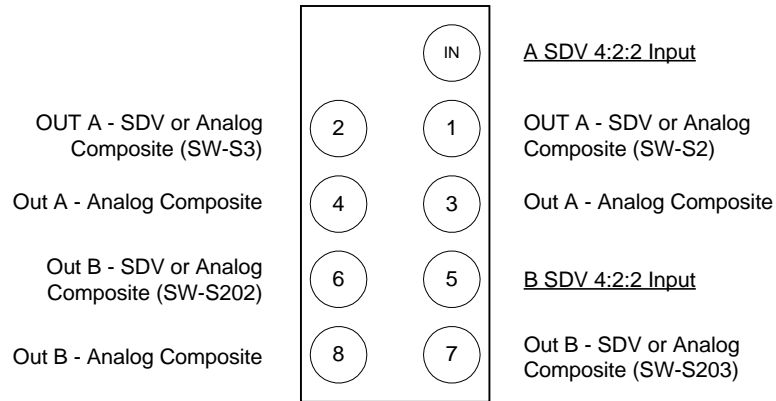 IN
A SDV 4:2:2 Input
OUT A - SDV or Analog
Composite (SW-S3)
2
1
OUT A - SDV or Analog
Composite (SW-S2)
Out A - Analog Composite
4
3
Out A - Analog Composite
Out B - SDV or Analog
Composite (SW-S202)
6
5
B SDV 4:2:2 Input
Out B - Analog Composite
8
7
Out B - SDV or Analog
Composite (SW-S203)